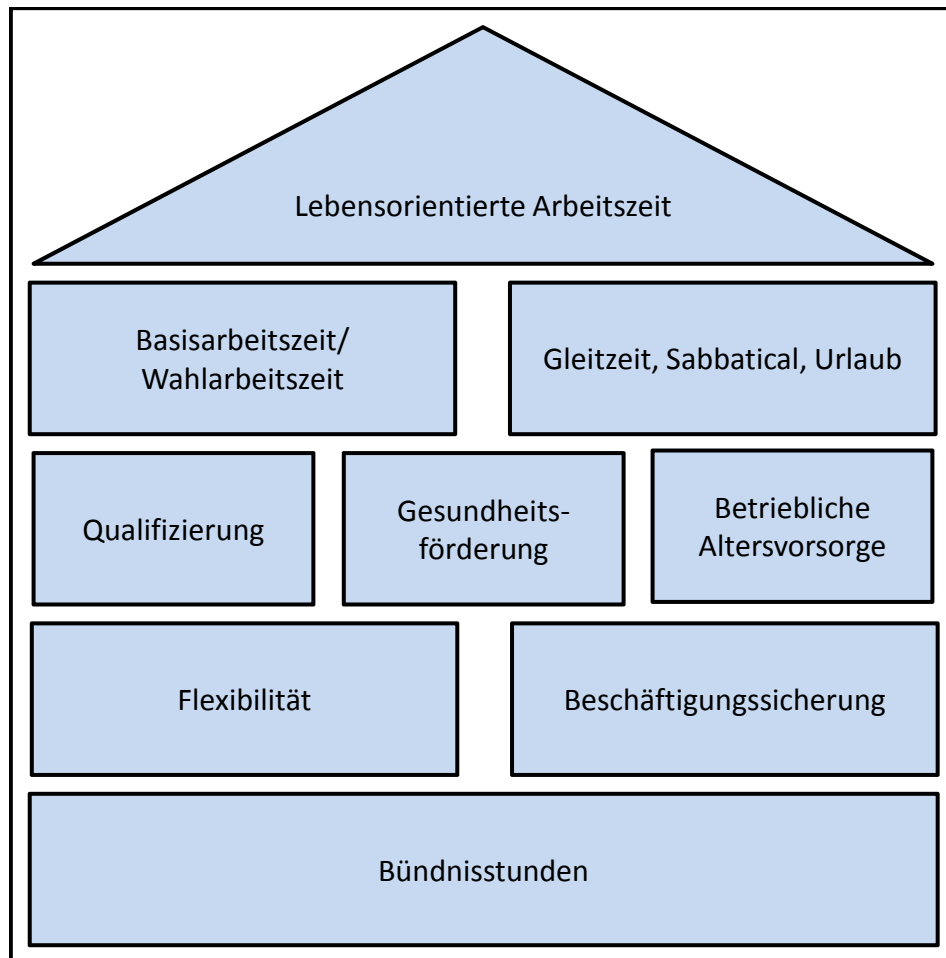 Lebensorientierte Arbeitszeit
Basisarbeitszeit/
Wahlarbeitszeit
Gleitzeit, Sabbatical, Urlaub
Qualifizierung
Gesundheits-
förderung
Betriebliche
Altersvorsorge
Flexibilität
Beschäftigungssicherung
Bündnisstunden